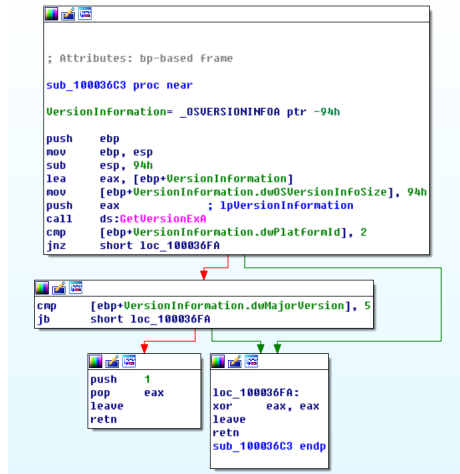 ; Attributes: bp-based frame
sub_100036C3 proc near
VersionInformation= _OSVERSIONINFOA ptr -94h
push ebp
mov ebp, esp
sub esp, 94h
lea eax, [ebp+VersionInformation]
mov [ebp+VersionInformation.dwOSVersionInfoSize], 94h
push eax ; lpVersionInformation
call ds:GetVersionExA
cmp [ebp+VersionInformation.dwPlatformId], 2
jnz short loc_100036FA
cmp [ebp+VersionInformation.dwMajorVersion], 5
jb short loc_100036FA
push 1
pop eax
leave
retn
loc_100036FA:
xor eax, eax
leave
retn
sub_100036C3 endp